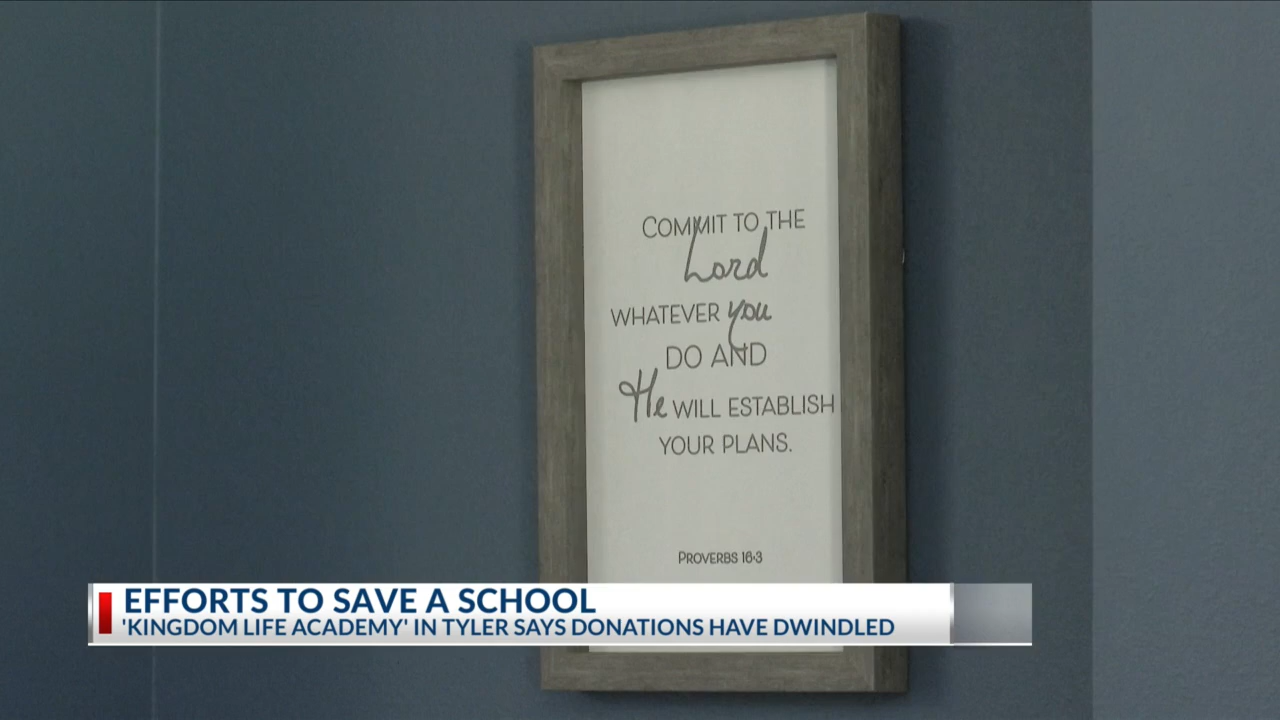 COMMIT TO THE
Lord
WHATEVER you
DO AND
He WILL ESTABLISH
YOUR PLANS.
PROVERBS 16:3
EFFORTS TO SAVE A SCHOOL
'KINGDOM LIFE ACADEMY' IN TYLER SAYS DONATIONS HAVE DWINDLED